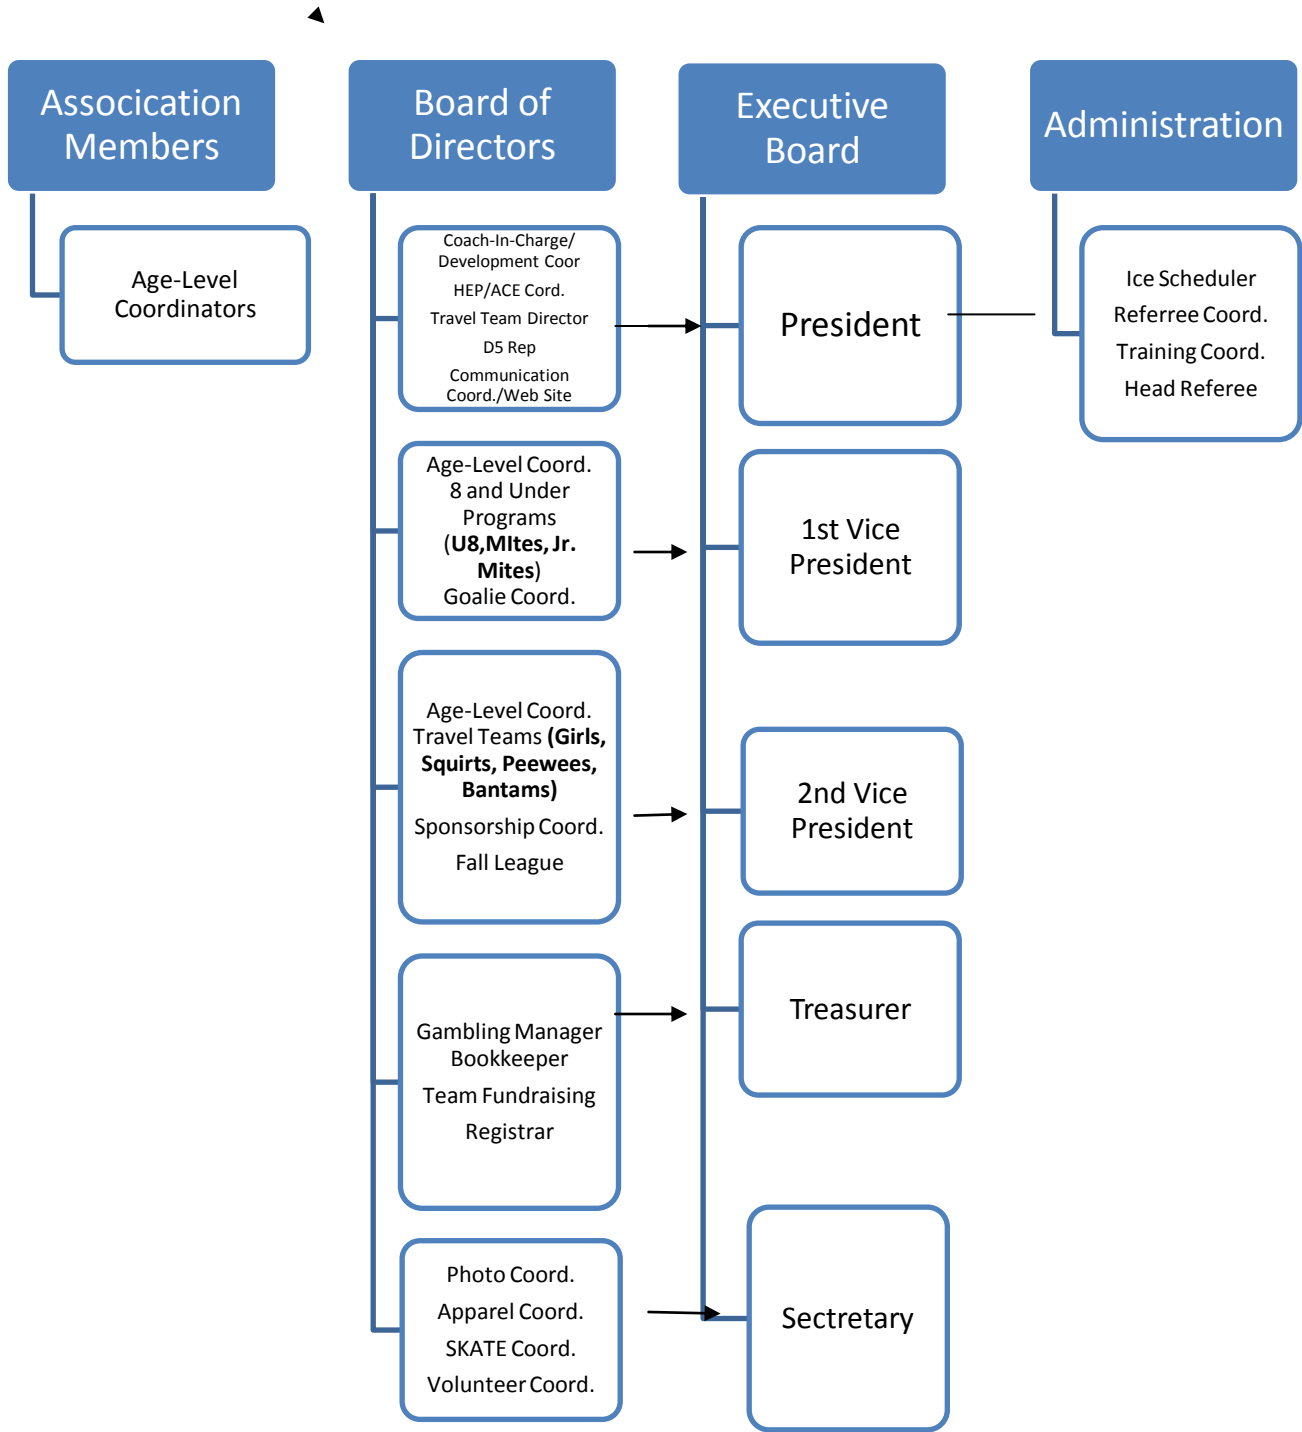 Assocication
Members
Age-Level
Coordinators
Board of
Directors
Coach-In-Charge/
Development Coor
HEP/ACE Cord.
Travel Team Director
D5 Rep
Communication
Coord./Web Site
Age-Level Coord.
8 and Under
Programs
(U8,MItes, Jr.
Mites)
Goalie Coord.
Age-Level Coord.
Travel Teams (Girls,
Squirts, Peewees,
Bantams)
Sponsorship Coord.
Fall League
Gambling Manager
Bookkeeper
Team Fundraising
Registrar
Photo Coord.
Apparel Coord.
SKATE Coord.
Volunteer Coord.
Executive
Board
President
1st Vice
President
2nd Vice
President
Treasurer
Sectretary
Administration
Ice Scheduler
Referree Coord.
Training Coord.
Head Referee